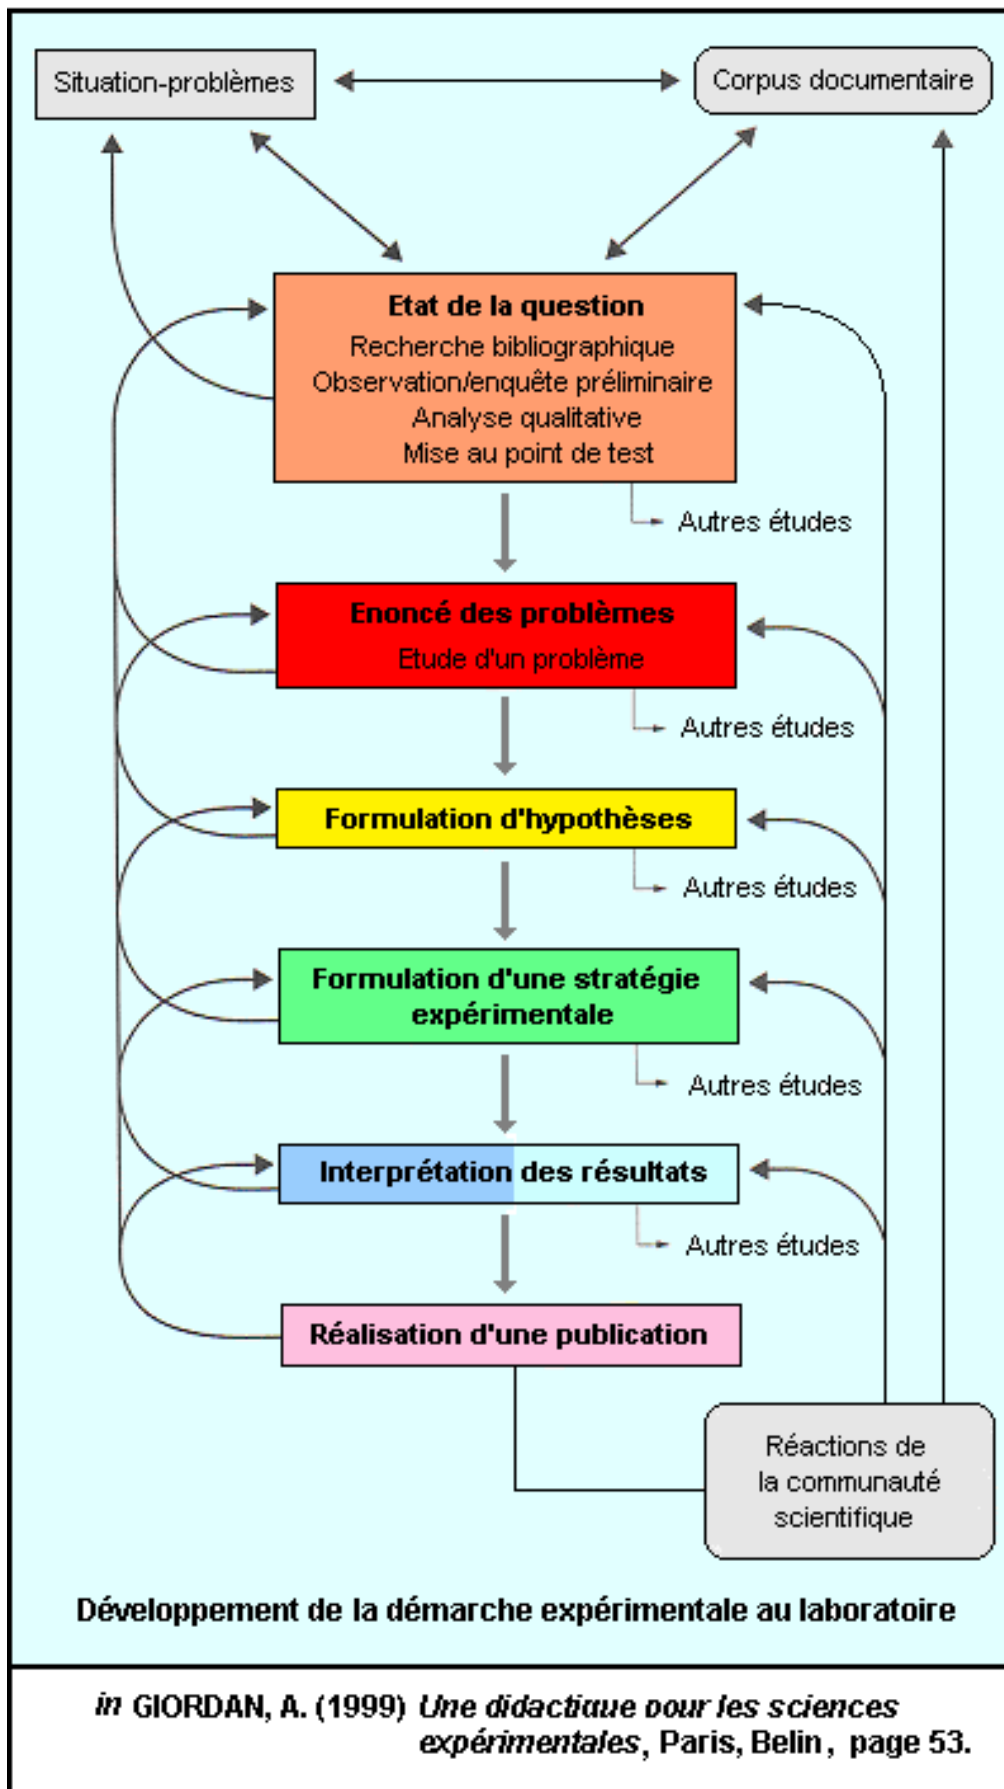 Situation-problèmes
Corpus documentaire
Etat de la question
Recherche bibliographique
Observation/enquête préliminaire
Analyse qualitative
Mise au point de test
Autres études
Enoncé des problèmes
Etude d'un problème
Autres études
Formulation d'hypothèses
Autres études
Formulation d'une stratégie
expérimentale
Autres études
Interprétation des résultats
Autres études
Réalisation d'une publication
Réactions de
la communauté
scientifique
Développement de la démarche expérimentale au laboratoire
in GIORDAN, A. (1999) Une didactique pour les sciences
expérimentales, Paris, Belin, page 53.